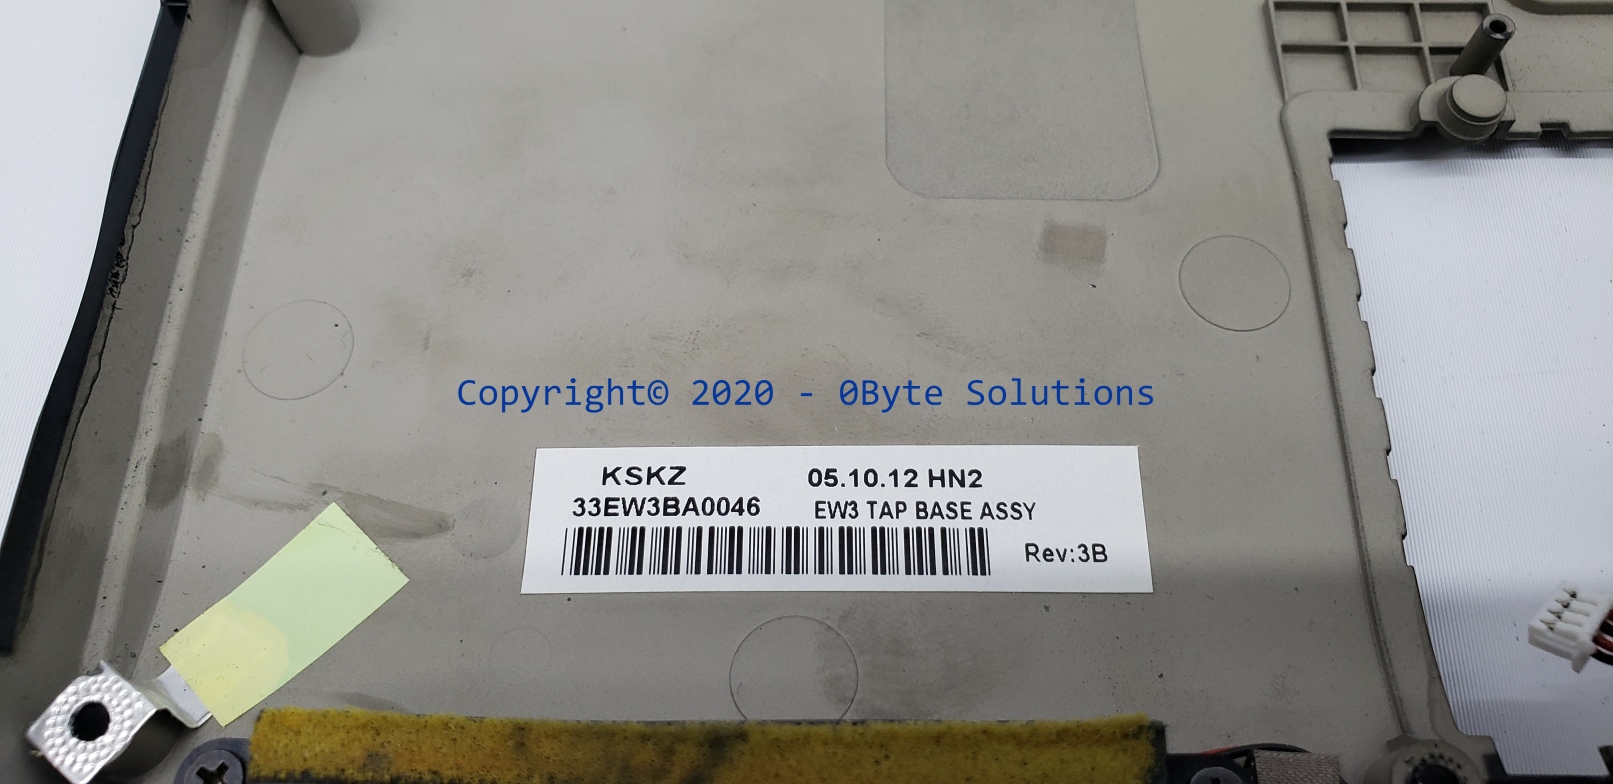 Copyright© 2020 - 0Byte Solutions
KSKZ 05.10.12 HN2
33EW3BA0046 EW3 TAP BASE ASSY
Rev:3B